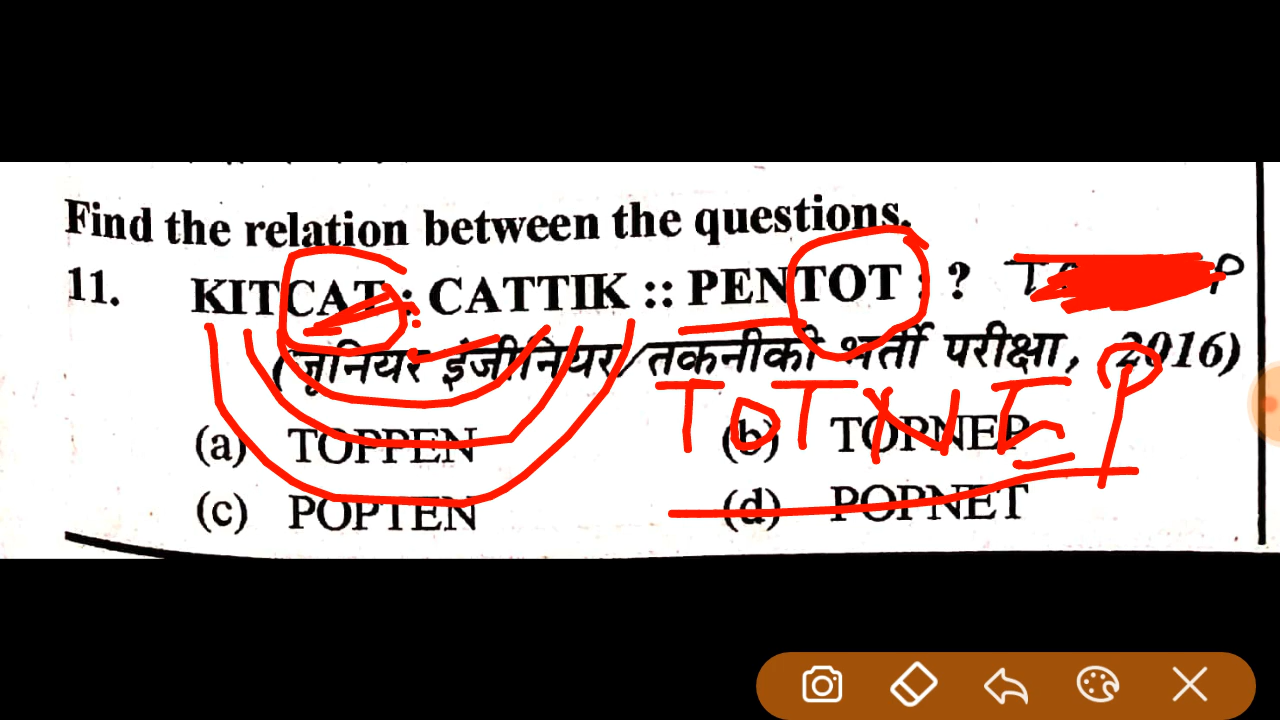 Find the relation between the questions.
11. KITCAT : CATTIK :: PENTOT : ?
(जूनियर इंजीनियर/तकनीकी भर्ती परीक्षा, 2016)
TOTNEP
(a) TOPPEN (b) TOPNEP
(c) POPTEN (d) POPNET